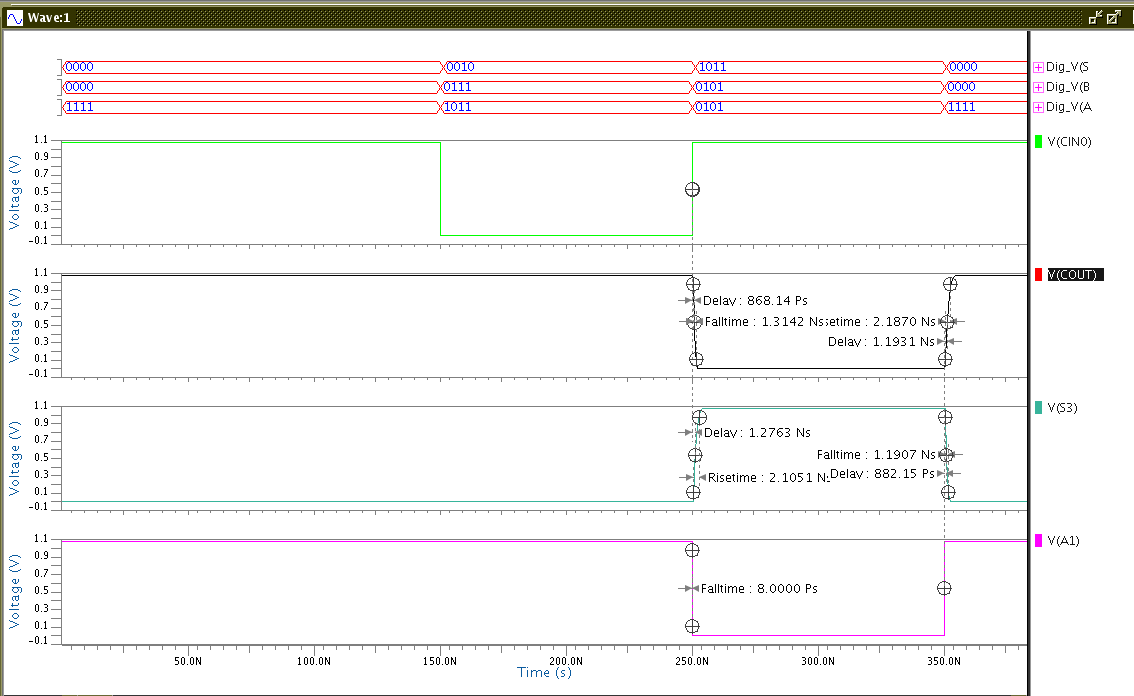 Wave:1
0000 0010 1011 0000 Dig_V(S
0000 0111 0101 0000 Dig_V(B
1111 1011 0101 1111 Dig_V(A
Voltage (V)
1.1
0.9
0.7
0.5
0.3
0.1
-0.1
V(CIN0)
Voltage (V)
1.1
0.9
0.7
0.5
0.3
0.1
-0.1
Delay : 868.14 Ps
Falltime : 1.3142 Ns
setime : 2.1870 Ns
Delay : 1.1931 Ns
V(COUT)
Voltage (V)
1.1
0.9
0.7
0.5
0.3
0.1
-0.1
Delay : 1.2763 Ns
Falltime : 1.1907 Ns
Risetime : 2.1051 N
Delay : 882.15 Ps
V(S3)
Voltage (V)
1.1
0.9
0.7
0.5
0.3
0.1
-0.1
Falltime : 8.0000 Ps
V(A1)
50.0N 100.0N 150.0N 200.0N 250.0N 300.0N 350.0N
Time (s)